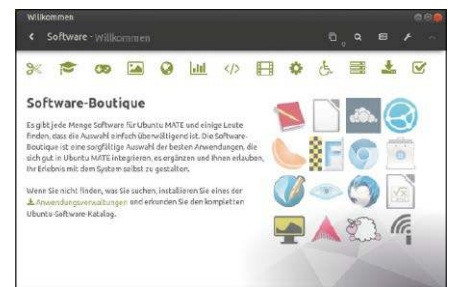 Willkommen
Software - Willkommen
0
Software-Boutique
Es gibt jede Menge Software für Ubuntu MATE und einige Leute
finden, dass die Auswahl einfach überwältigend ist. Die Software-
Boutique ist eine sorgfältige Auswahl der besten Anwendungen, die
sich gut in Ubuntu MATE integrieren, es ergänzen und Ihnen erlauben,
Ihr Erlebnis mit dem System selbst zu gestalten.
Wenn Sie nicht finden, was Sie suchen, installieren Sie eines der
Anwendungsverwaltungen und erkunden Sie den kompletten
Ubuntu-Software-Katalog.